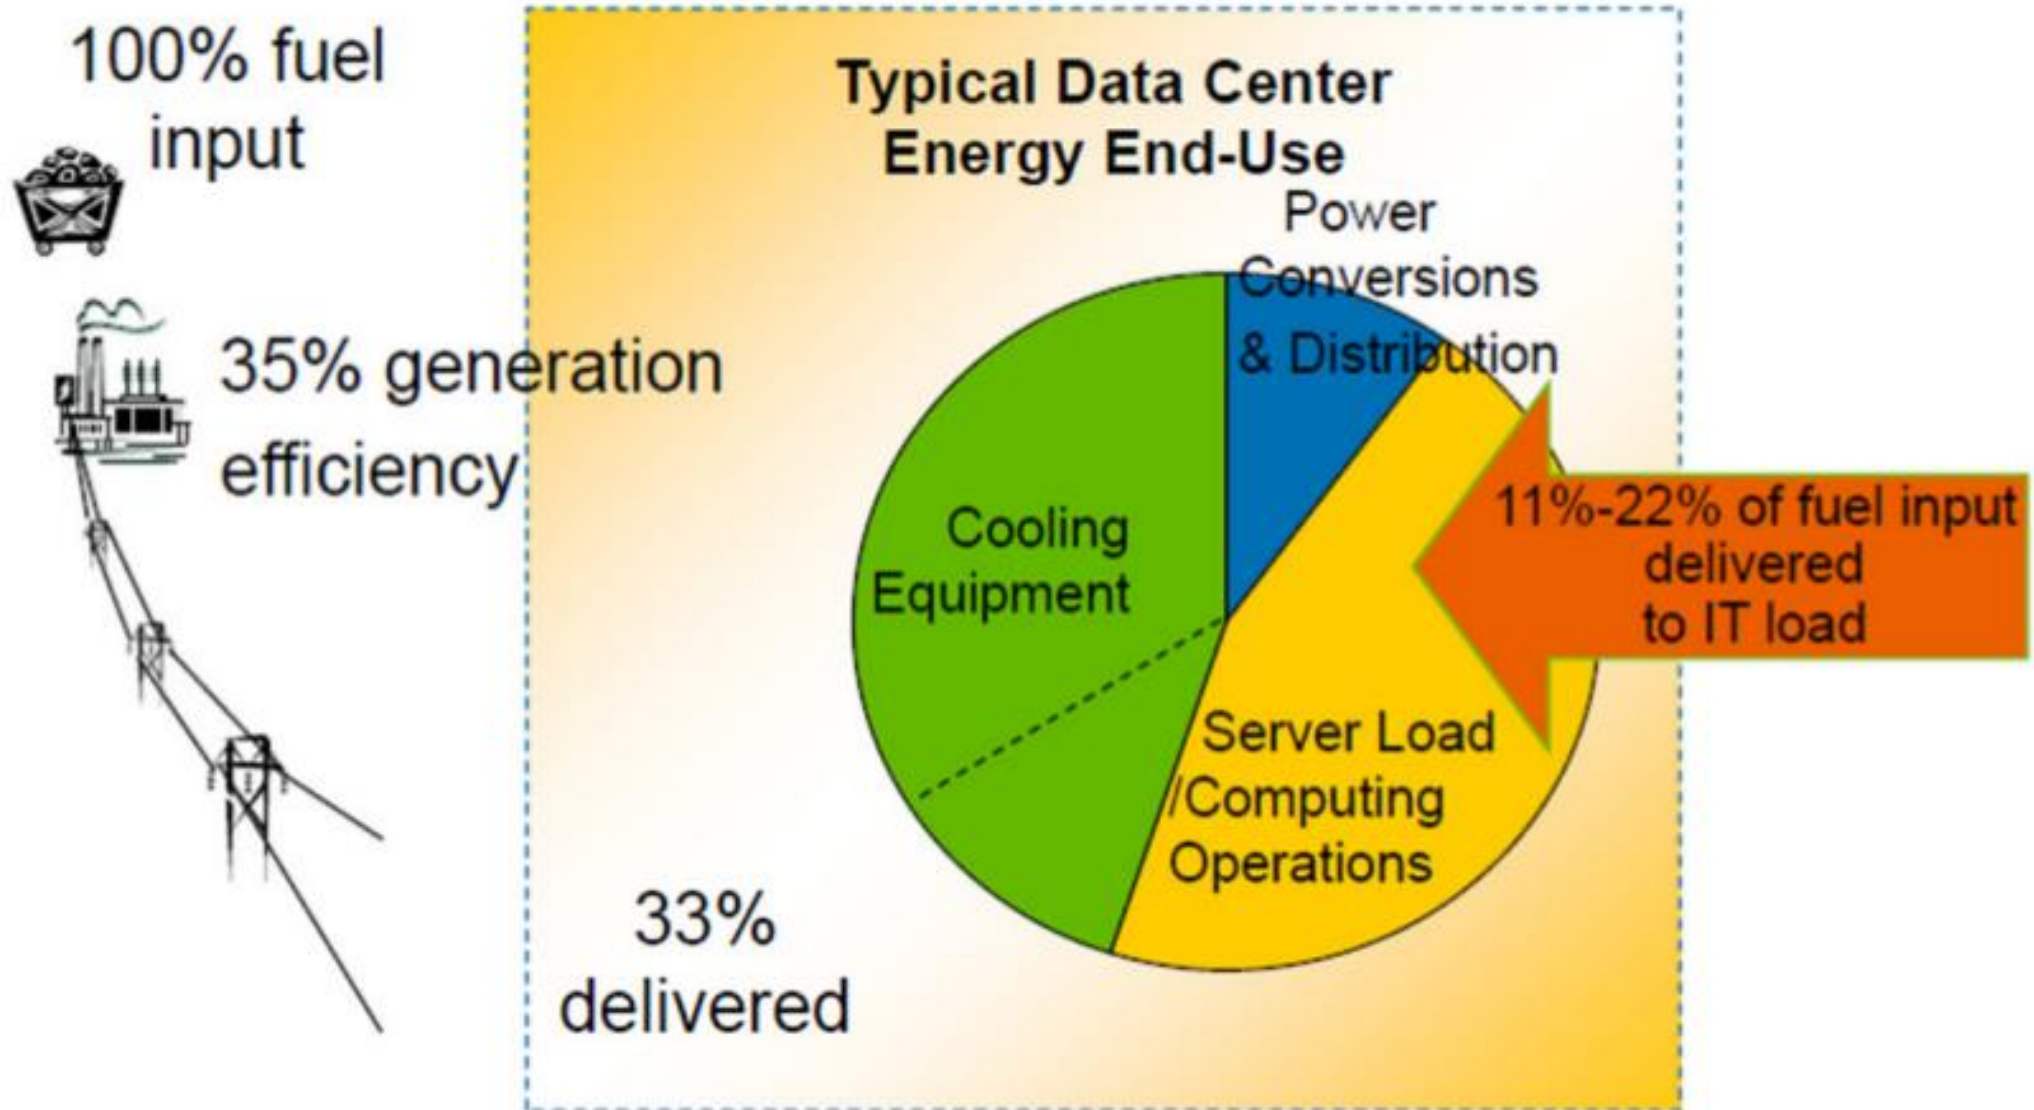 100% fuel
input
35% generation
efficiency
33%
delivered
Typical Data Center
Energy End-Use
Power
Conversions
& Distribution
Cooling
Equipment
Server Load
/Computing
Operations
11%-22% of fuel input
delivered
to IT load